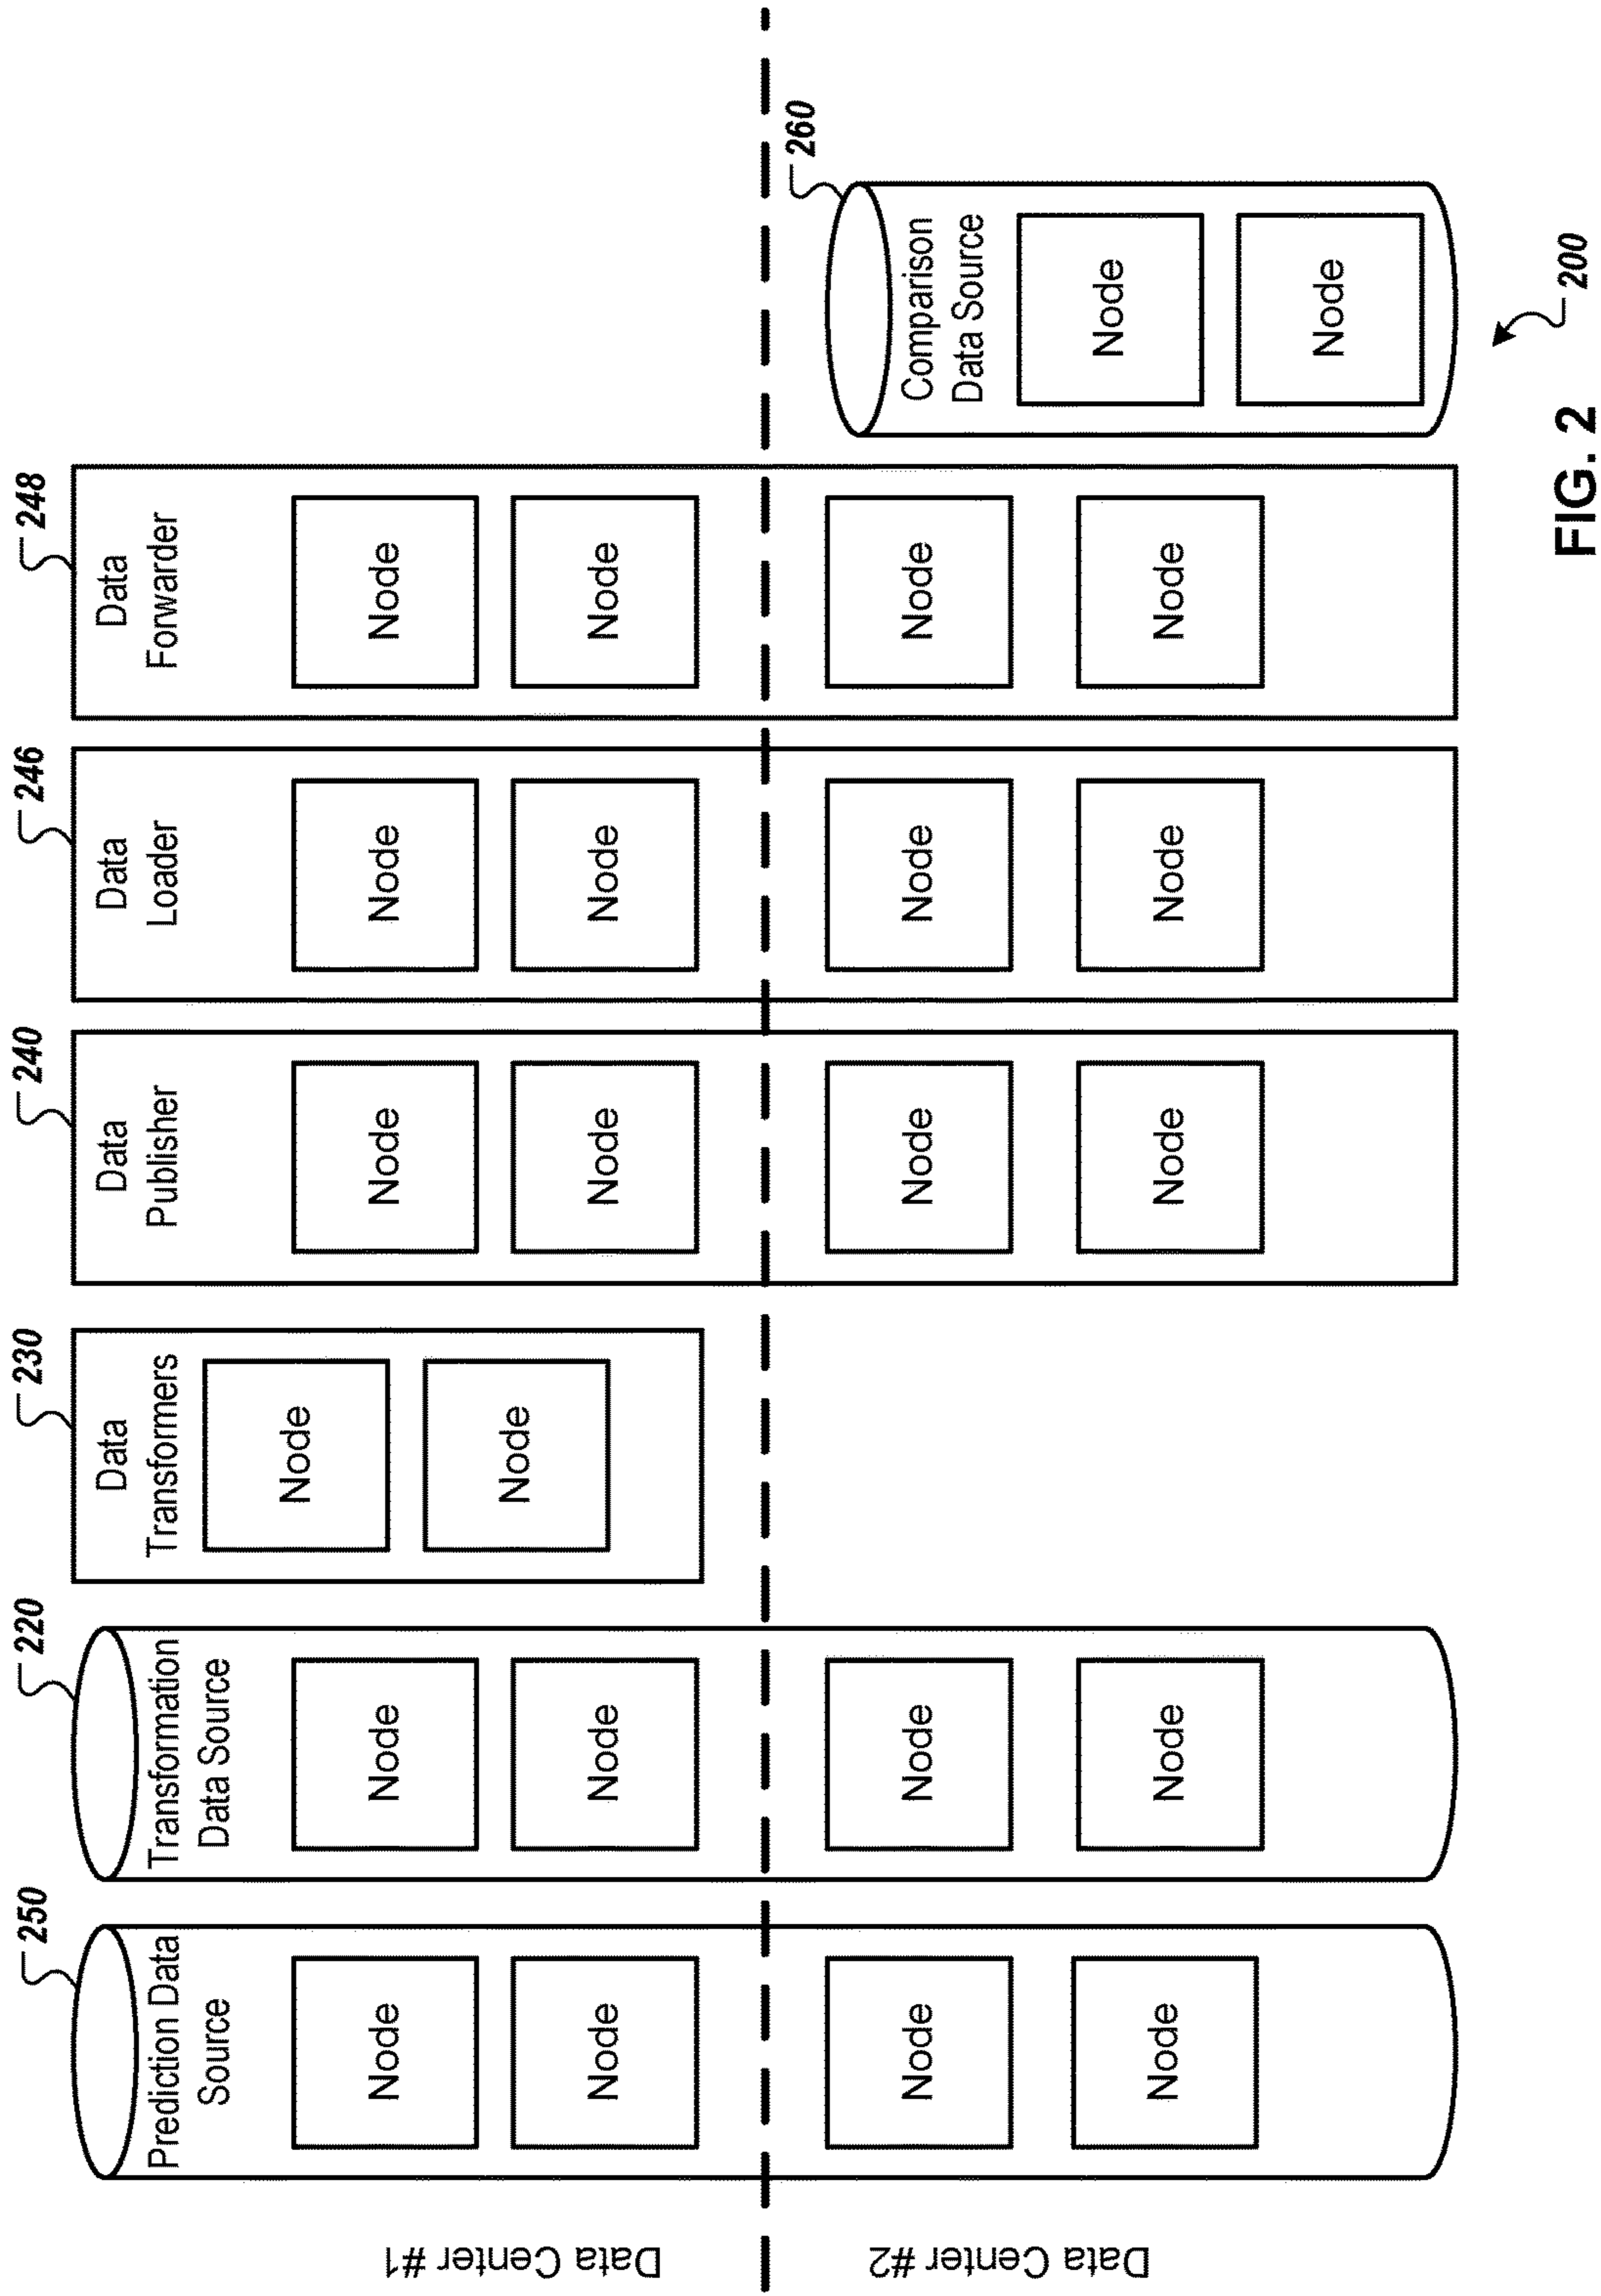 250
Prediction Data
Source
Node
Node
Node
Node
220
Transformation
Data Source
Node
Node
Node
Node
230
Data
Transformers
Node
Node
240
Data
Publisher
Node
Node
Node
Node
246
Data
Loader
Node
Node
Node
Node
248
Data
Forwarder
Node
Node
Node
Node
260
Comparison
Data Source
Node
Node
Data Center #1
Data Center #2
200
FIG. 2